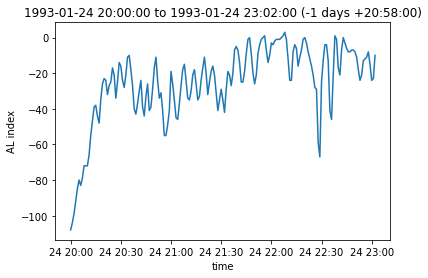 1993-01-24 20:00:00 to 1993-01-24 23:02:00 (-1 days +20:58:00)
0
−20
−40
−60
−80
−100
AL index
24 20:00 24 20:30 24 21:00 24 21:30 24 22:00 24 22:30 24 23:00
time